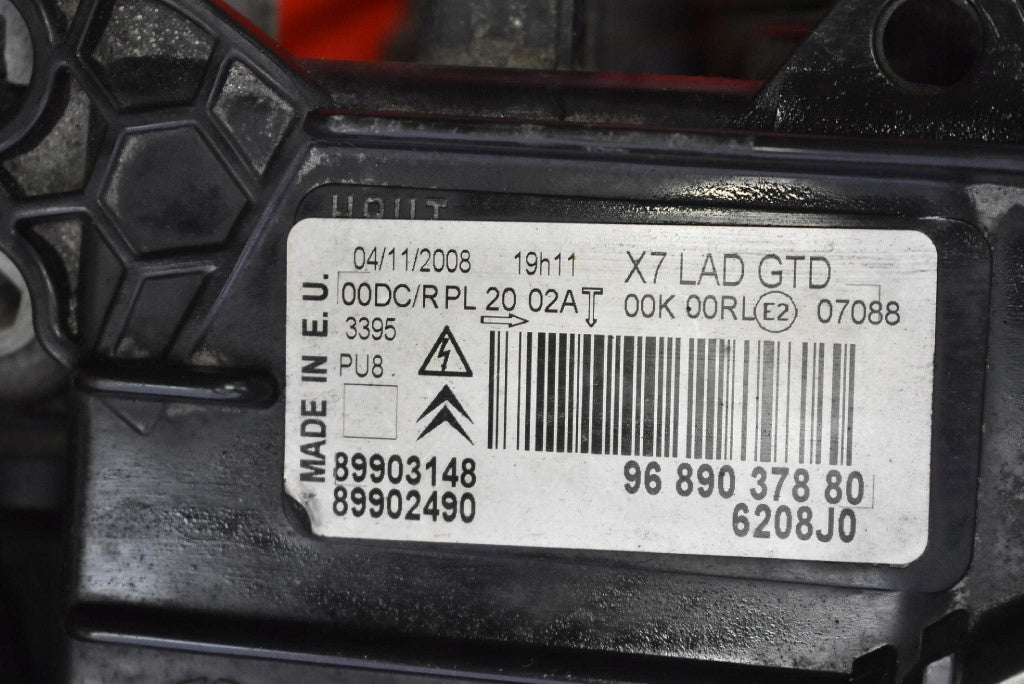 HAUT
04/11/2008 19h11 X7 LAD GTD
00DC/R PL 20 02A 00K 00RL E2 07088
3395
PU8
MADE IN E.U.
89903148
89902490
96 890 378 80
6208J0